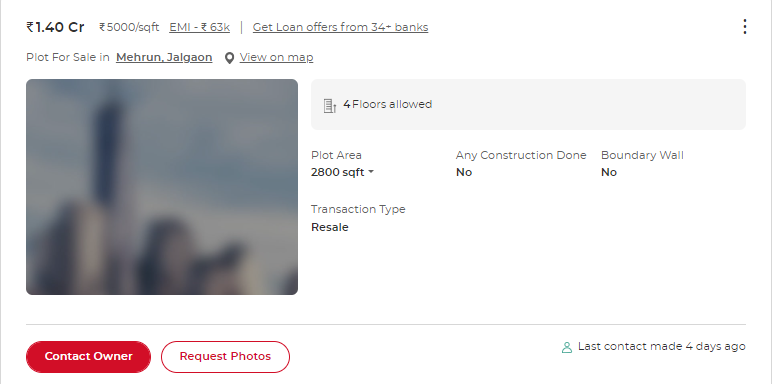 ₹1.40 Cr ₹5000/sqft EMI - ₹ 63k | Get Loan offers from 34+ banks
Plot For Sale in Mehrun, Jalgaon View on map
4 Floors allowed
Plot Area Any Construction Done Boundary Wall
2800 sqft No No
Transaction Type
Resale
Contact Owner Request Photos Last contact made 4 days ago